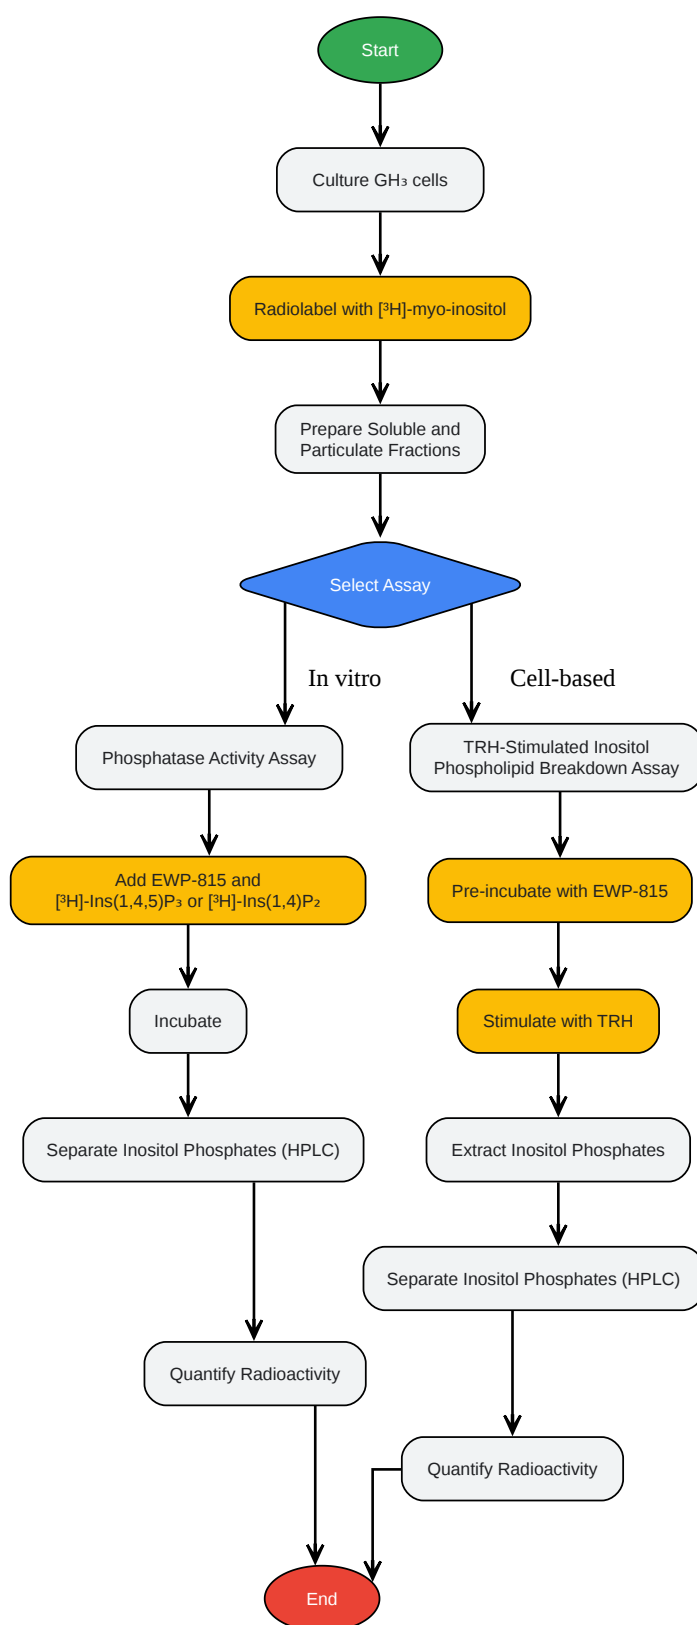 Start
Culture GH₃ cells
Radiolabel with [³H]-myo-inositol
Prepare Soluble and
Particulate Fractions
Select Assay
In vitro
Cell-based
Phosphatase Activity Assay
TRH-Stimulated Inositol
Phospholipid Breakdown Assay
Add EWP-815 and
[³H]-Ins(1,4,5)P₃ or [³H]-Ins(1,4)P₂
Pre-incubate with EWP-815
Incubate
Stimulate with TRH
Separate Inositol Phosphates (HPLC)
Extract Inositol Phosphates
Separate Inositol Phosphates (HPLC)
Quantify Radioactivity
Quantify Radioactivity
End